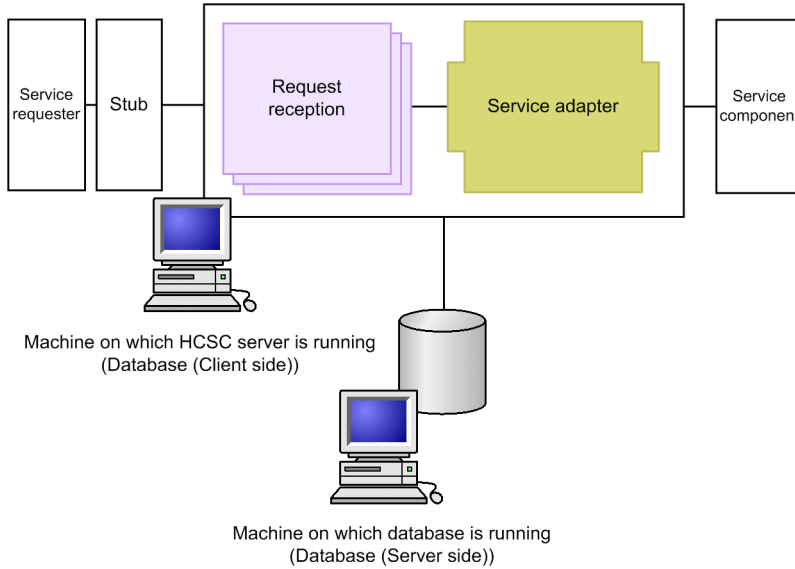 Service
requester
Stub
Request
reception
Service adapter
Service
component
Machine on which HCSC server is running
(Database (Client side))
Machine on which database is running
(Database (Server side))